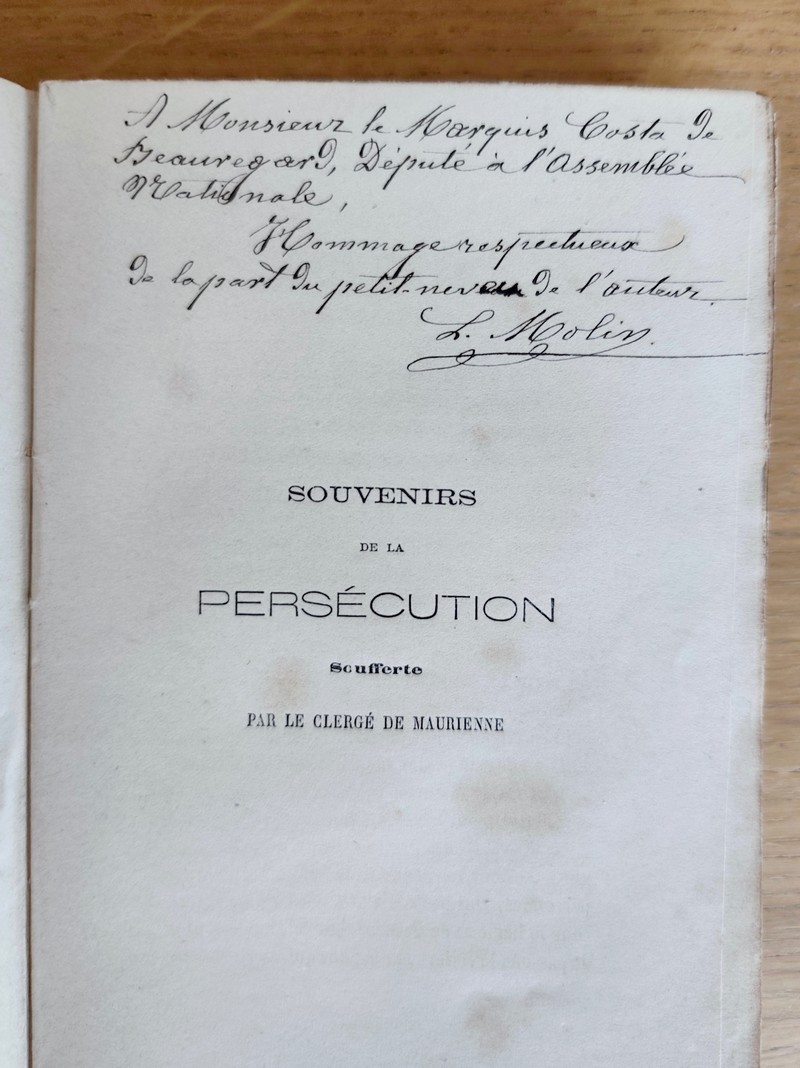 A Monsieur le Marquis Costa de
Beauregard, Député à l'Assemblée
Nationale,
Hommage respectueux
de la part du petit-neveu de l'auteur.
L. Molin.
SOUVENIRS
DE LA
PERSÉCUTION
Soufferte
PAR LE CLERGÉ DE MAURIENNE